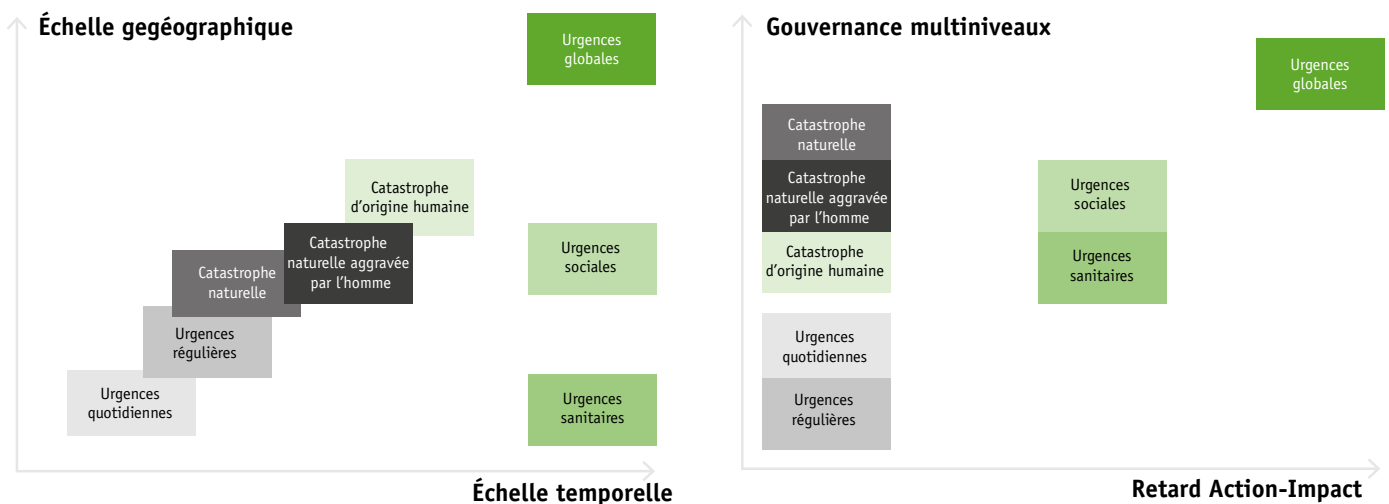 Échelle gegéographique
Urgences
globales
Catastrophe
d'origine humaine
Catastrophe
naturelle aggravée
par l'homme
Urgences
sociales
Catastrophe
naturelle
Urgences
régulières
Urgences
quotidiennes
Urgences
sanitaires
Échelle temporelle
Gouvernance multiniveaux
Urgences
globales
Catastrophe
naturelle
Catastrophe
naturelle aggravée
par l'homme
Catastrophe
d'origine humaine
Urgences
sociales
Urgences
sanitaires
Urgences
quotidiennes
Urgences
régulières
Retard Action-Impact